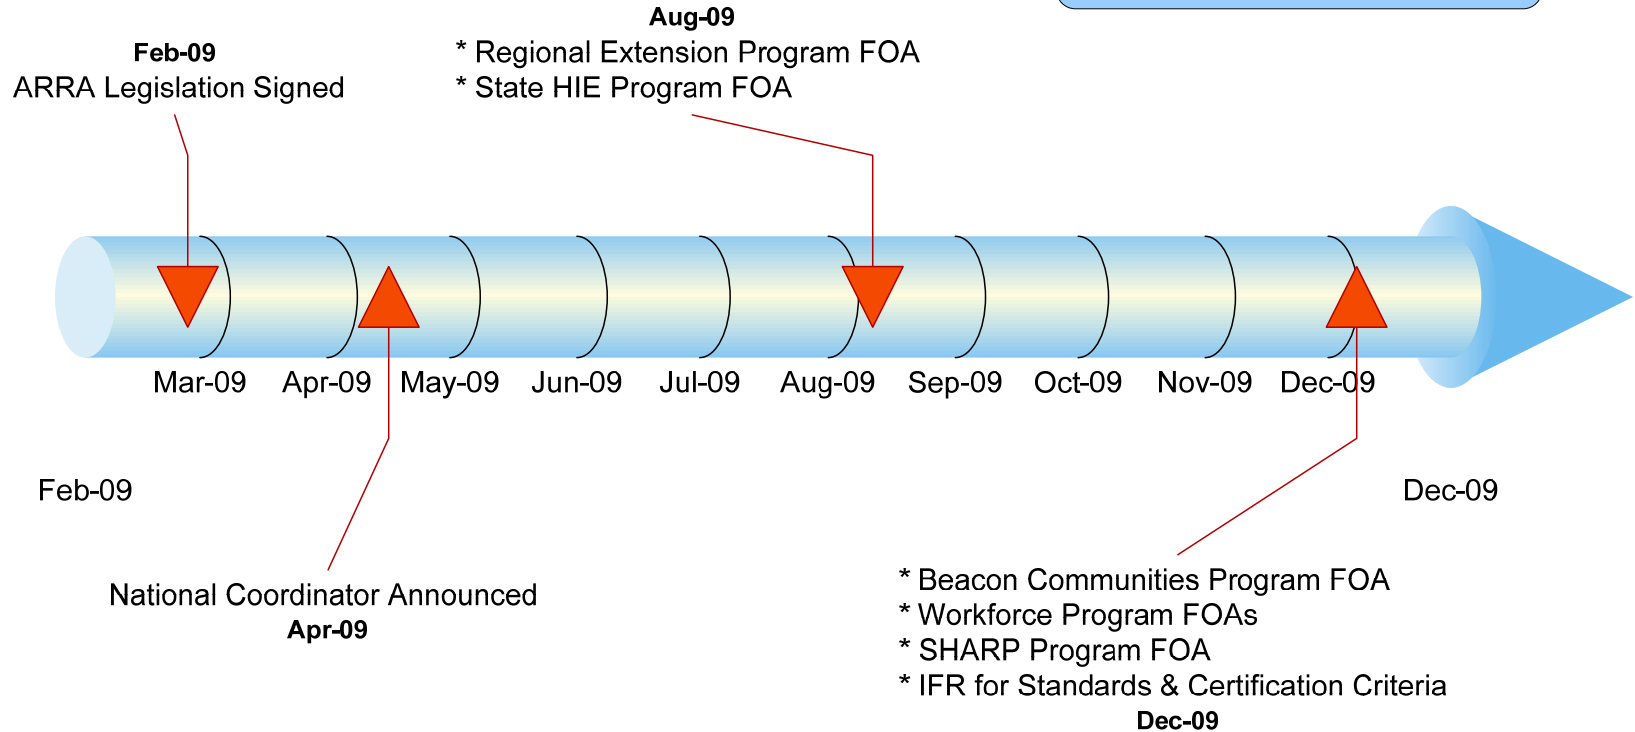 Aug-09
* Regional Extension Program FOA
* State HIE Program FOA
Feb-09
ARRA Legislation Signed
Mar-09 Apr-09 May-09 Jun-09 Jul-09 Aug-09 Sep-09 Oct-09 Nov-09 Dec-09
Feb-09
Dec-09
National Coordinator Announced
Apr-09
* Beacon Communities Program FOA
* Workforce Program FOAs
* SHARP Program FOA
* IFR for Standards & Certification Criteria
Dec-09